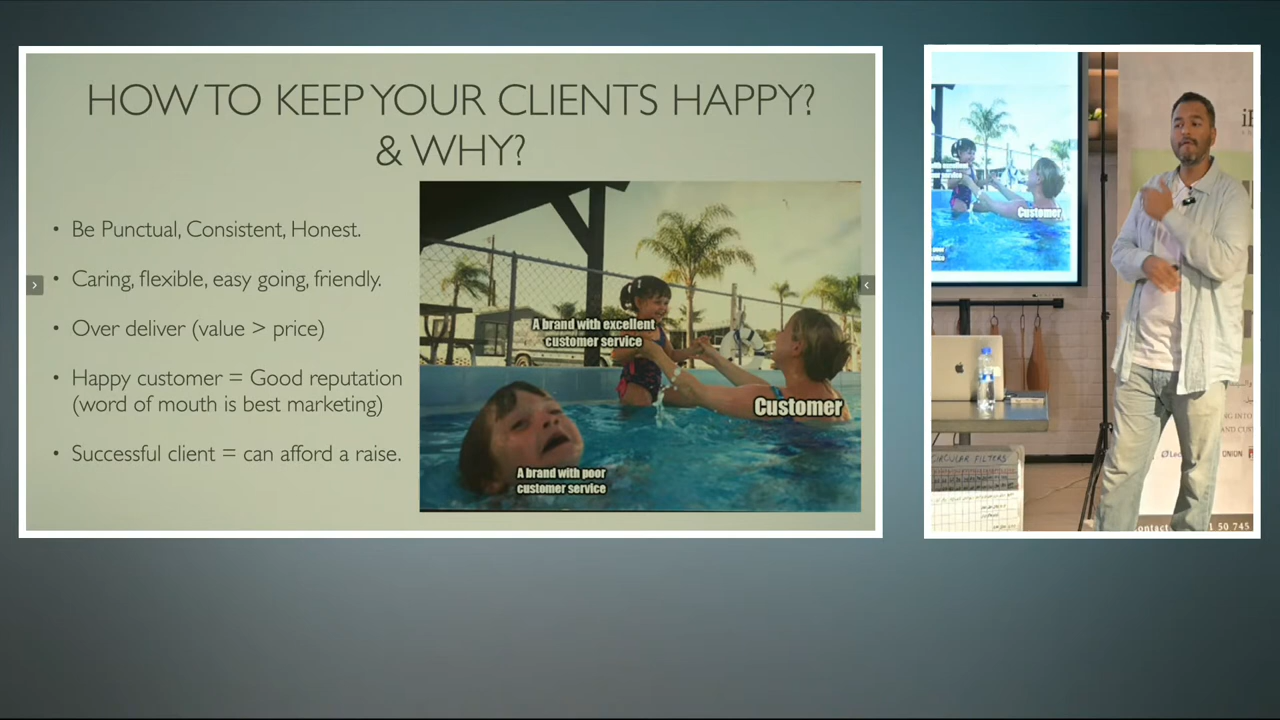 HOW TO KEEP YOUR CLIENTS HAPPY?
& WHY?
• Be Punctual, Consistent, Honest.
• Caring, flexible, easy going, friendly.
• Over deliver (value > price)
• Happy customer = Good reputation
(word of mouth is best marketing)
• Successful client = can afford a raise.
A brand with excellent
customer service
Customer
A brand with poor
customer service
Customer
CIRCULAR FILTERS